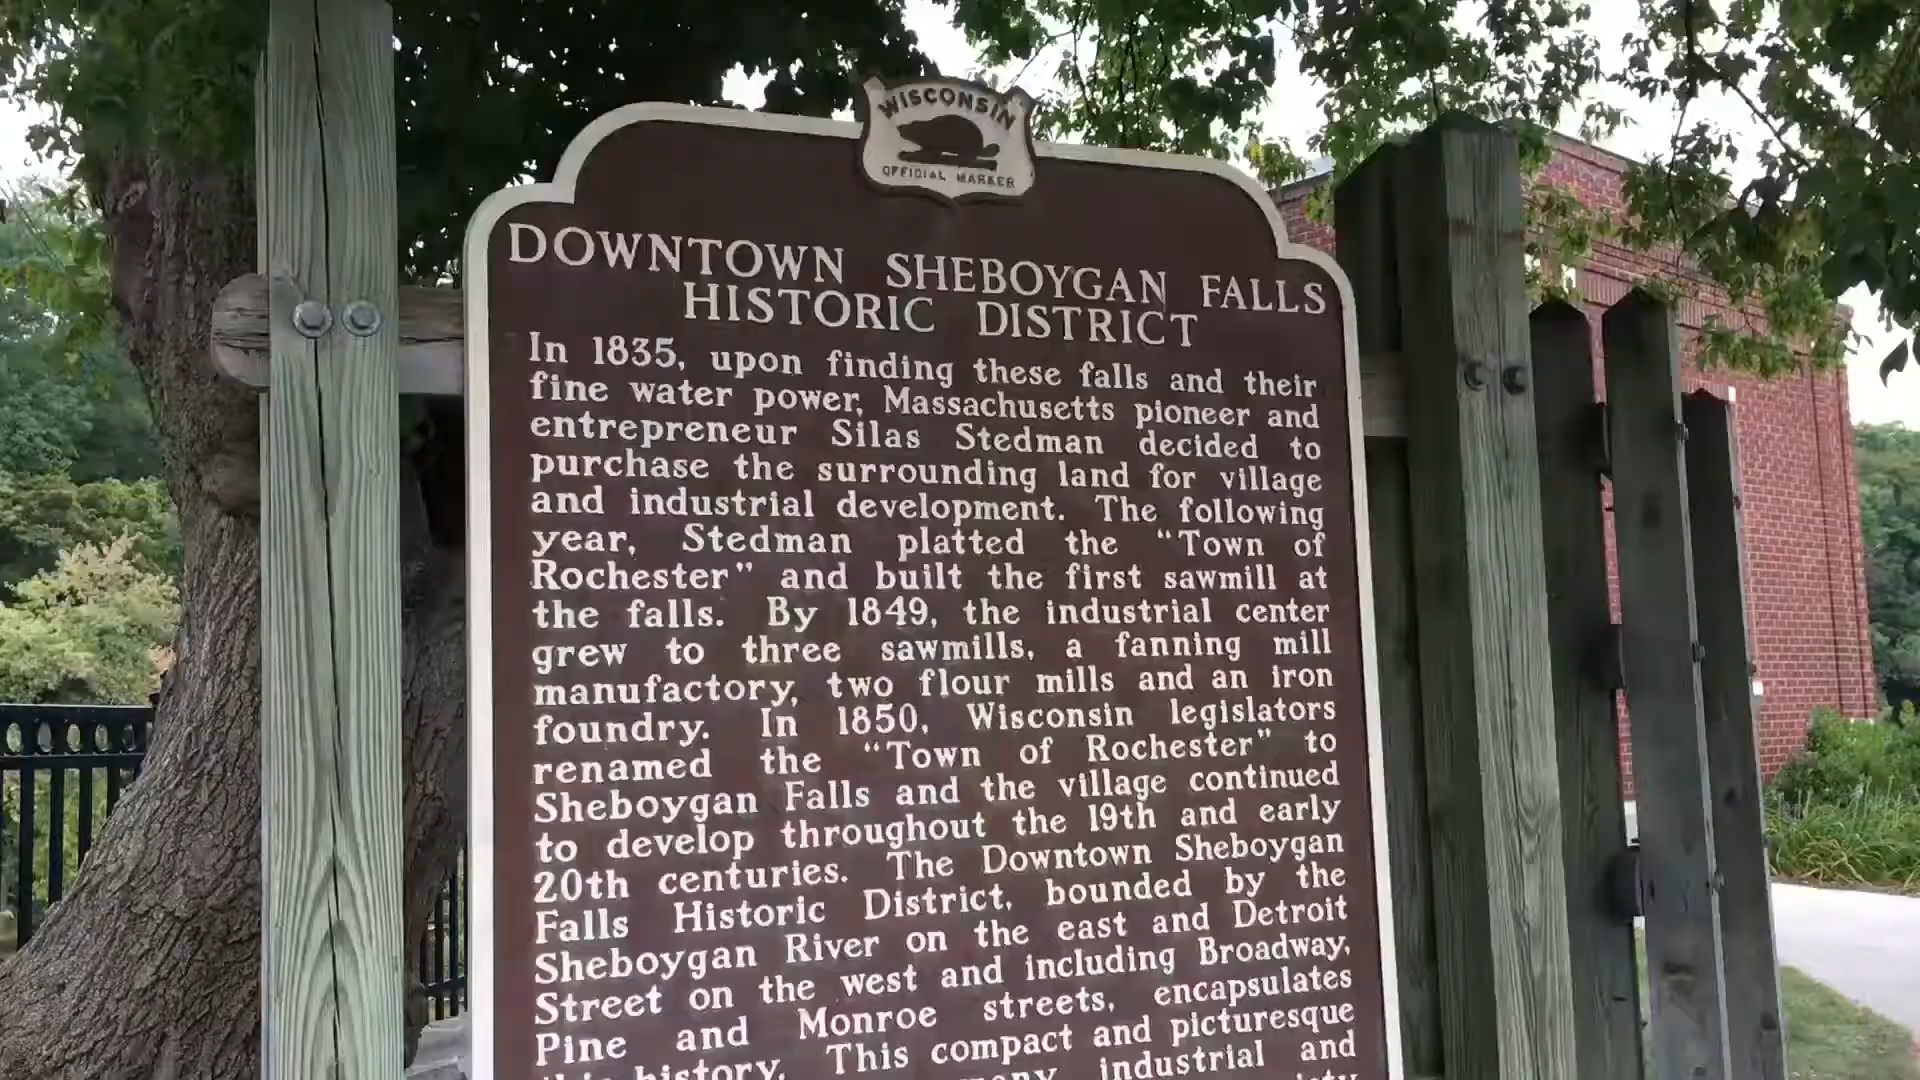 WISCONSIN
OFFICIAL MARKER
DOWNTOWN SHEBOYGAN FALLS
HISTORIC DISTRICT
In 1835, upon finding these falls and their
fine water power, Massachusetts pioneer and
entrepreneur Silas Stedman decided to
purchase the surrounding land for village
and industrial development. The following
year, Stedman platted the “Town of
Rochester” and built the first sawmill at
the falls. By 1849, the industrial center
grew to three sawmills, a fanning mill
manufactory, two flour mills and an iron
foundry. In 1850, Wisconsin legislators
renamed the “Town of Rochester” to
Sheboygan Falls and the village continued
to develop throughout the 19th and early
20th centuries. The Downtown Sheboygan
Falls Historic District, bounded by the
Sheboygan River on the east and Detroit
Street on the west and including Broadway,
Pine and Monroe streets, encapsulates
this history. This compact and picturesque
industrial and